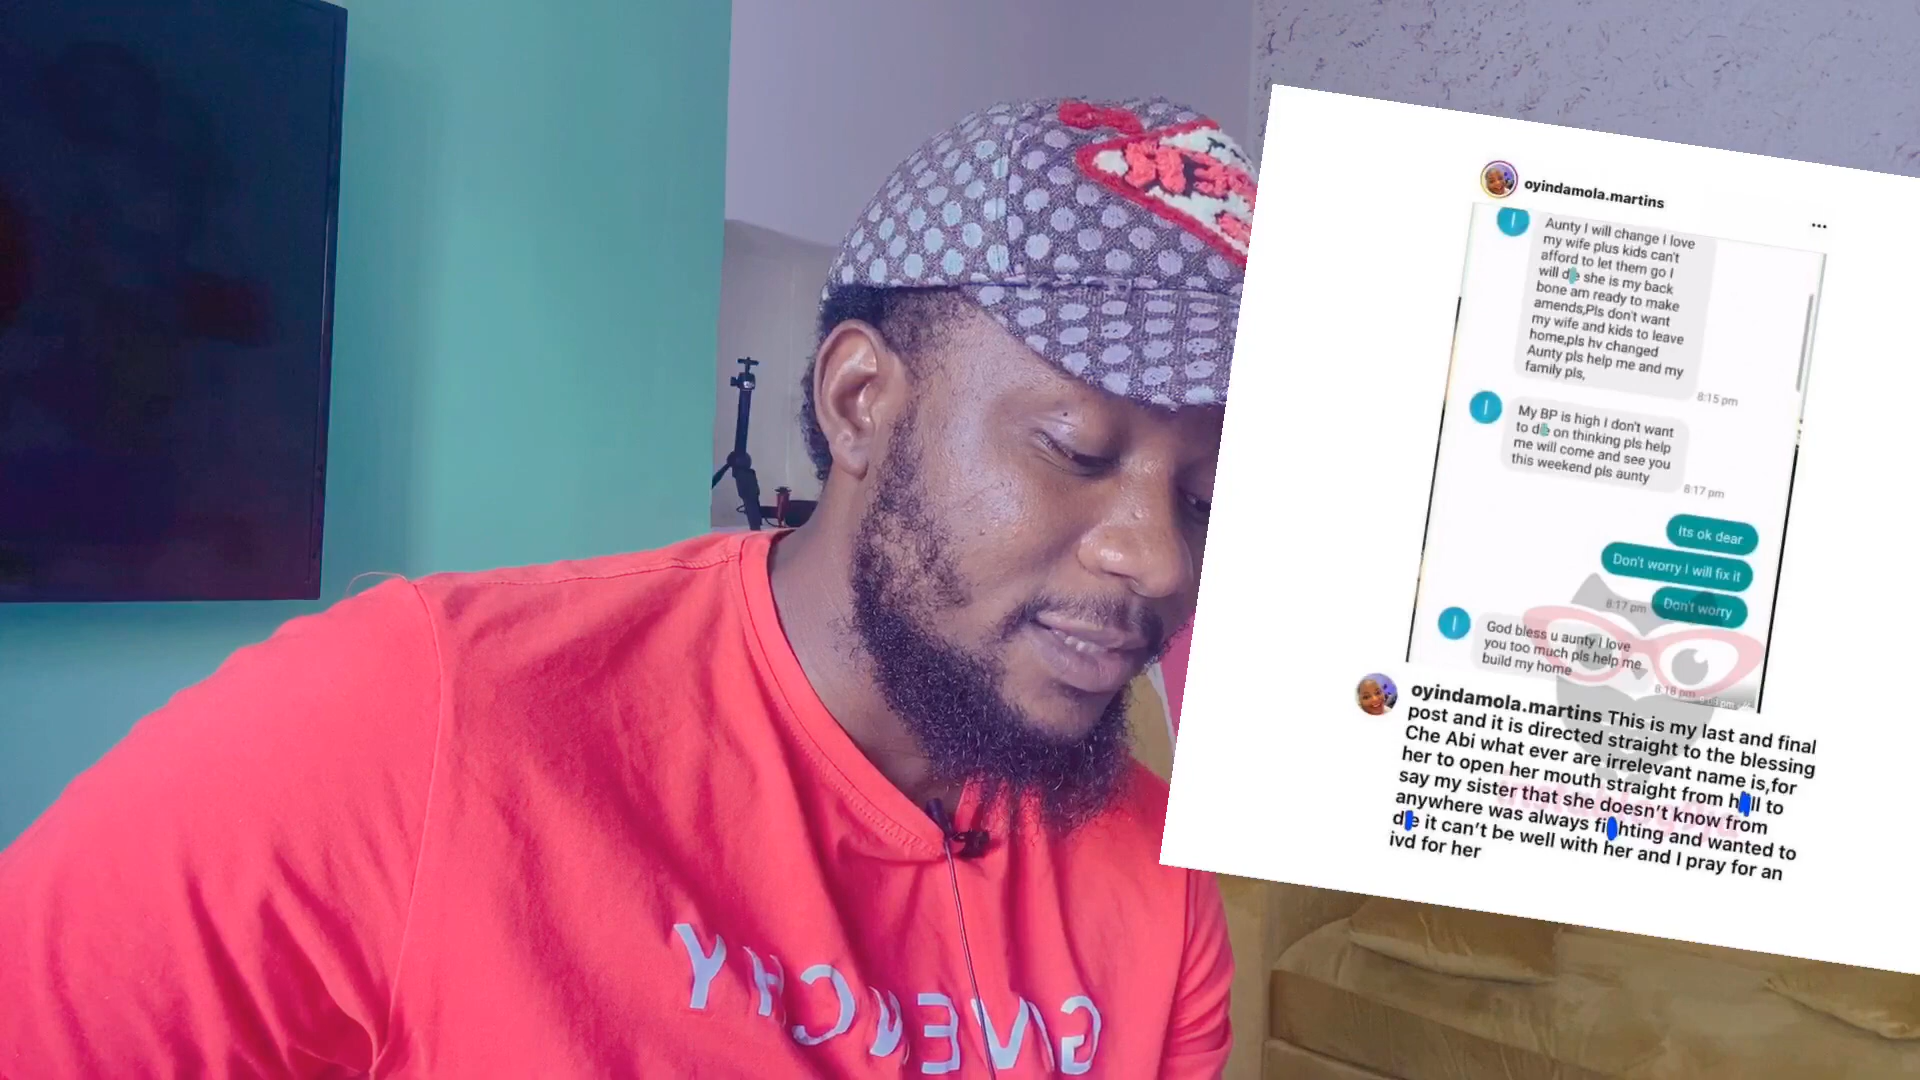 oyindamola.martins
Aunty I will change I love
my wife plus kids can't
afford to let them go I
will die she is my back
bone am ready to make
amends,Pls don't want
my wife and kids to leave
home,pls hv changed
Aunty pls help me and my
family pls,
8:15 pm
My BP is high I don't want
to die on thinking pls help
me will come and see you
this weekend pls aunty
8:17 pm
Its ok dear
Don't worry I will fix it
Don't worry
8:17 pm
God bless u aunty I love
you too much pls help me
build my home
8:18 pm
oyindamola.martins This is my last and final
post and it is directed straight to the blessing
Che Abi what ever are irrelevant name is,for
her to open her mouth straight from hell to
say my sister that she doesn't know from
anywhere was always fighting and wanted to
die it can't be well with her and I pray for an
ivd for her
GIVENCHY